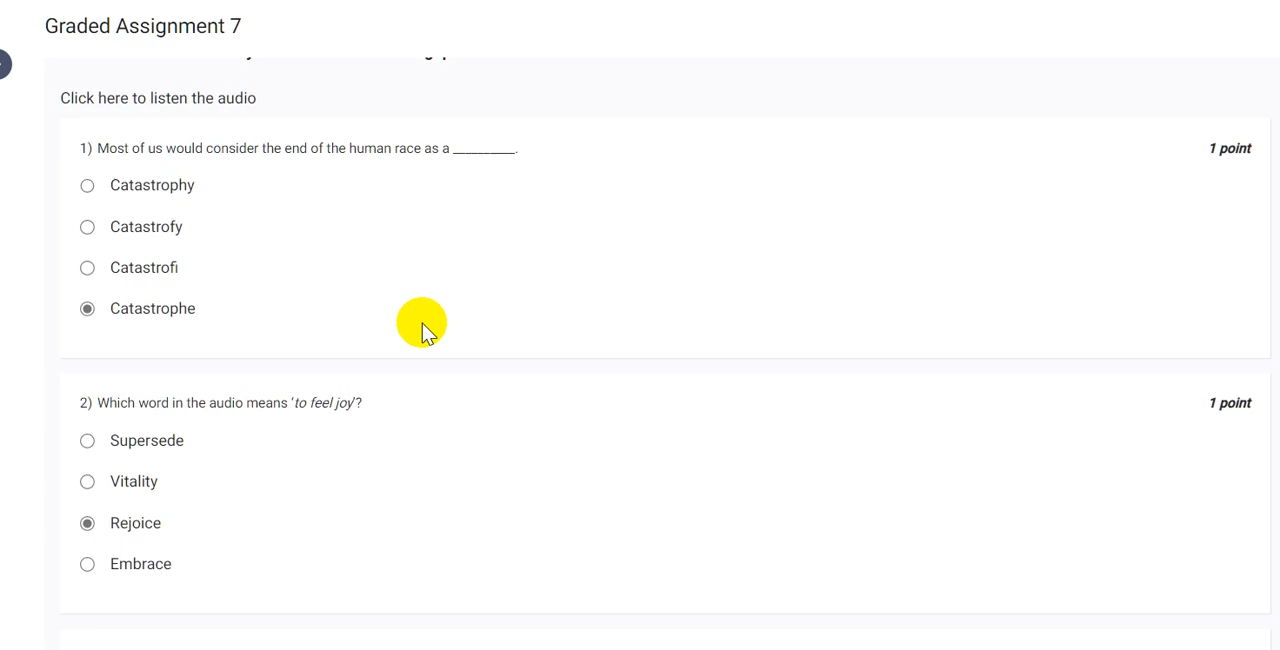 Graded Assignment 7
Click here to listen the audio
1) Most of us would consider the end of the human race as a _________.
1 point
Catastrophy
Catastrofy
Catastrofi
Catastrophe
2) Which word in the audio means ‘to feel joy’?
1 point
Supersede
Vitality
Rejoice
Embrace